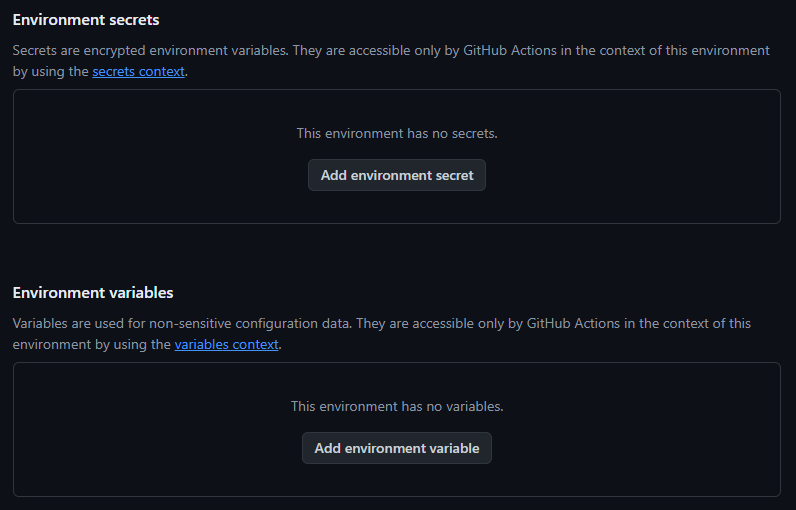 Environment secrets
Secrets are encrypted environment variables. They are accessible only by GitHub Actions in the context of this environment
by using the secrets context.
This environment has no secrets.
Add environment secret
Environment variables
Variables are used for non-sensitive configuration data. They are accessible only by GitHub Actions in the context of this
environment by using the variables context.
This environment has no variables.
Add environment variable